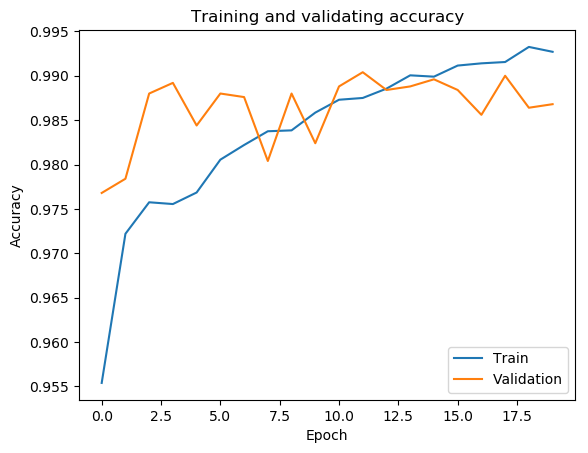 Training and validating accuracy
0.995
0.990
0.985
0.980
0.975
0.970
0.965
0.960
0.955
Accuracy
Train
Validation
0.0 2.5 5.0 7.5 10.0 12.5 15.0 17.5
Epoch